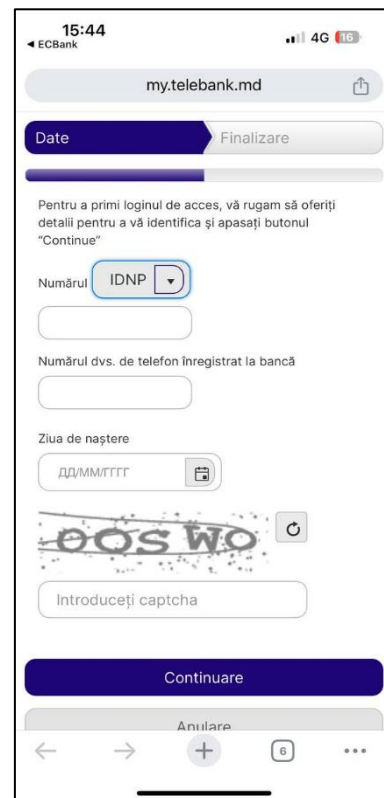 15:44
◄ ECBank
4G 16
my.telebank.md
Date
Finalizare
Pentru a primi loginul de acces, vă rugam să oferiți
detalii pentru a vă identifica și apasați butonul
"Continue"
Numărul IDNP
Numărul dvs. de telefon înregistrat la bancă
Ziua de naștere
ДД/ММ/ГГГГ
OOS WO
Introduceți captcha
Continuare
Anulare
6